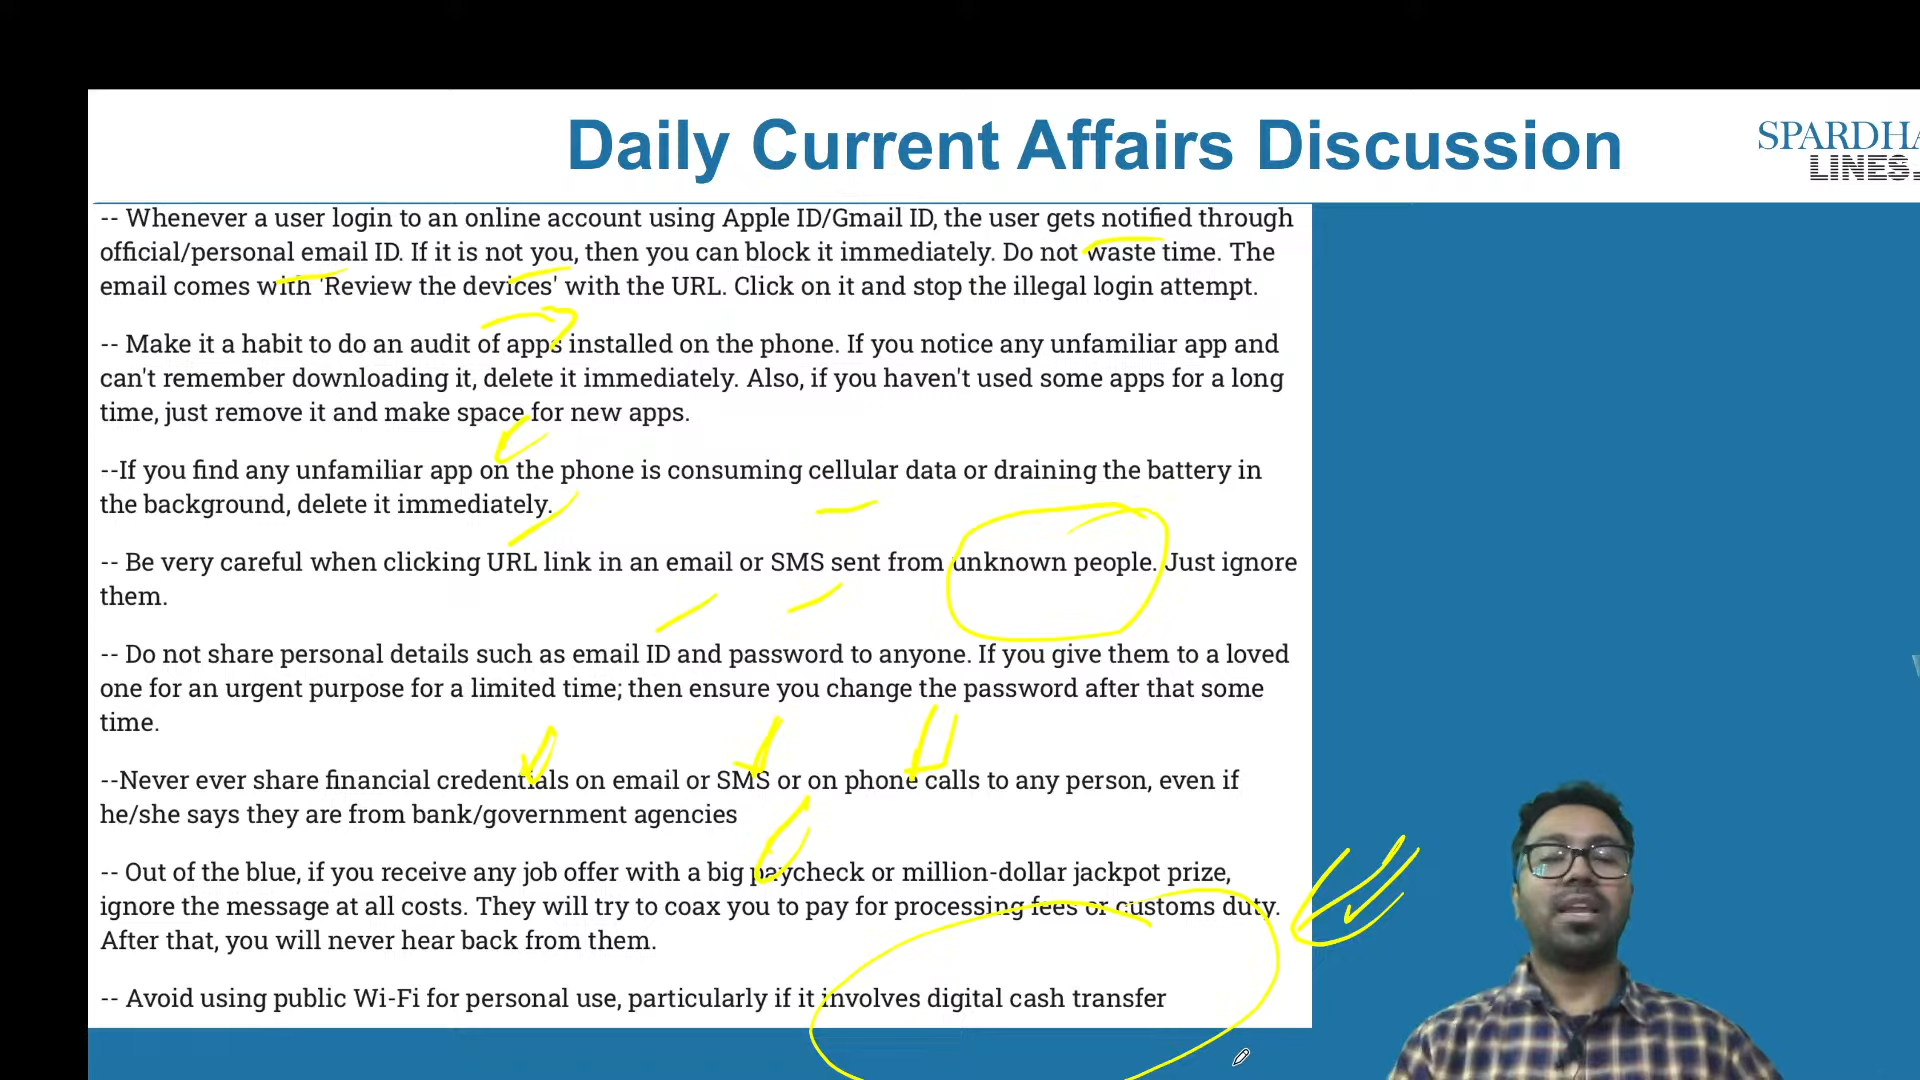 Daily Current Affairs Discussion
SPARDHA
LINES.
-- Whenever a user login to an online account using Apple ID/Gmail ID, the user gets notified through
official/personal email ID. If it is not you, then you can block it immediately. Do not waste time. The
email comes with 'Review the devices' with the URL. Click on it and stop the illegal login attempt.
-- Make it a habit to do an audit of apps installed on the phone. If you notice any unfamiliar app and
can't remember downloading it, delete it immediately. Also, if you haven't used some apps for a long
time, just remove it and make space for new apps.
--If you find any unfamiliar app on the phone is consuming cellular data or draining the battery in
the background, delete it immediately.
-- Be very careful when clicking URL link in an email or SMS sent from unknown people. Just ignore
them.
-- Do not share personal details such as email ID and password to anyone. If you give them to a loved
one for an urgent purpose for a limited time; then ensure you change the password after that some
time.
--Never ever share financial credentials on email or SMS or on phone calls to any person, even if
he/she says they are from bank/government agencies
-- Out of the blue, if you receive any job offer with a big paycheck or million-dollar jackpot prize,
ignore the message at all costs. They will try to coax you to pay for processing fees or customs duty.
After that, you will never hear back from them.
-- Avoid using public Wi-Fi for personal use, particularly if it involves digital cash transfer